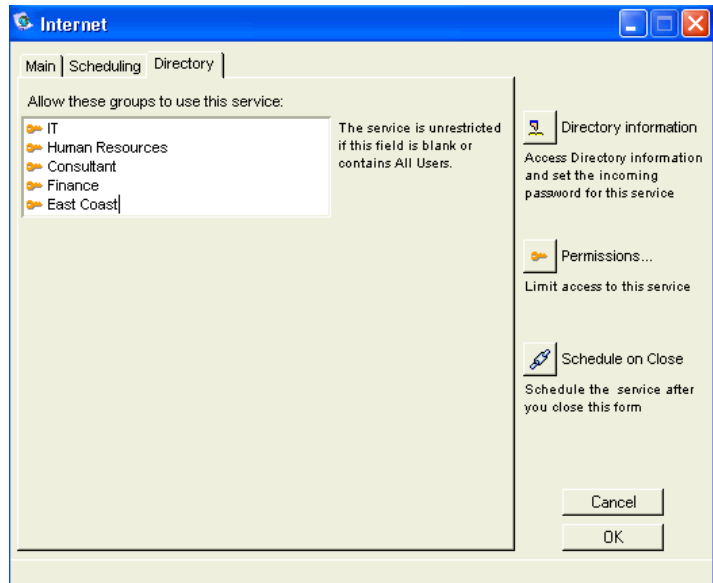 Internet
Main
Scheduling
Directory
Allow these groups to use this service:
IT
Human Resources
Consultant
Finance
East Coast
The service is unrestricted
if this field is blank or
contains All Users.
Directory information
Access Directory information
and set the incoming
password for this service
Permissions...
Limit access to this service
Schedule on Close
Schedule the service after
you close this form
Cancel
OK